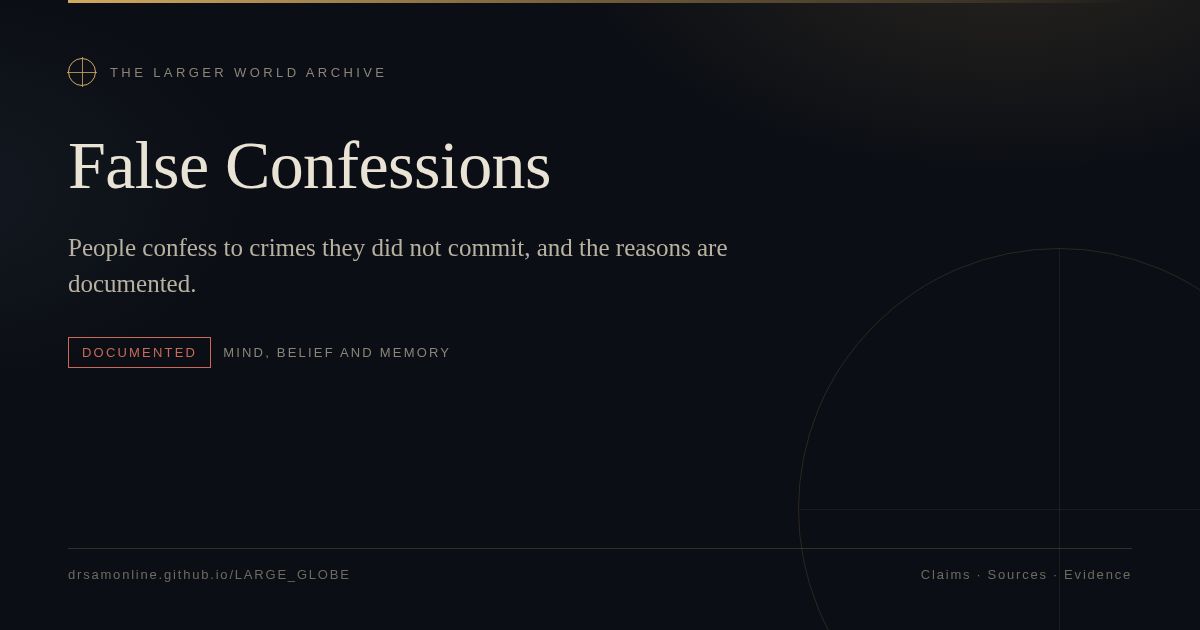 THE LARGER WORLD ARCHIVE
False Confessions
People confess to crimes they did not commit, and the reasons are
documented.
DOCUMENTED
MIND, BELIEF AND MEMORY
drsamonline.github.io/LARGE_GLOBE
Claims · Sources · Evidence